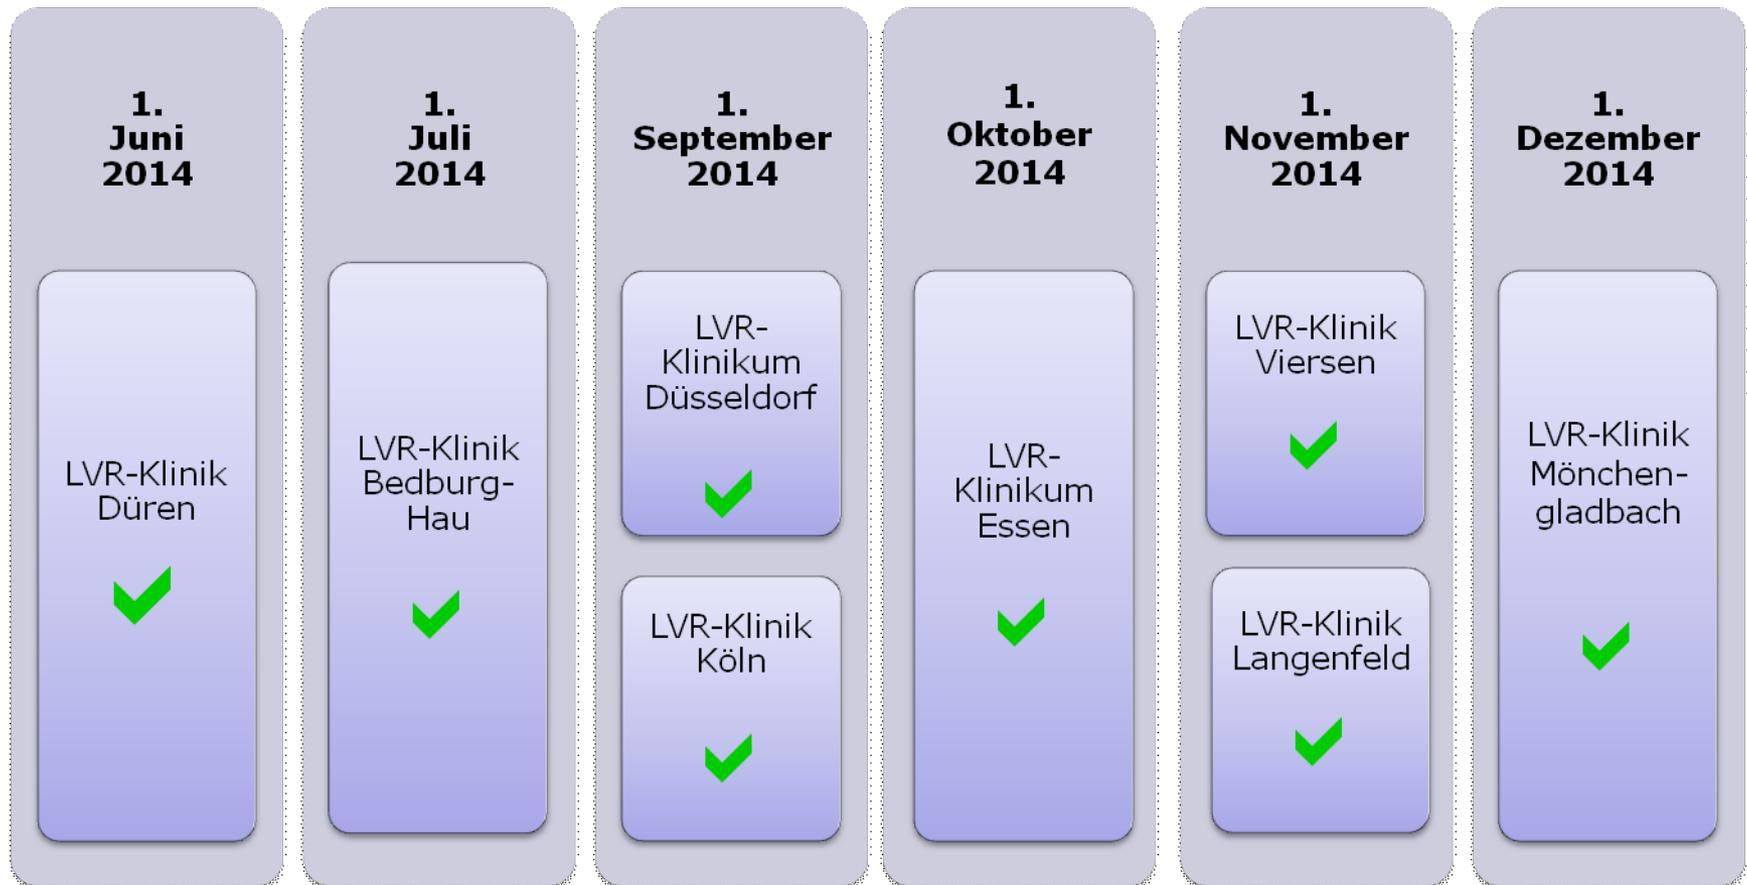 1.
Juni
2014
LVR-Klinik
Düren
1.
Juli
2014
LVR-Klinik
Bedburg-
Hau
1.
September
2014
LVR-
Klinikum
Düsseldorf
LVR-Klinik
Köln
1.
Oktober
2014
LVR-
Klinikum
Essen
1.
November
2014
LVR-Klinik
Viersen
LVR-Klinik
Langenfeld
1.
Dezember
2014
LVR-Klinik
Mönchen-
gladbach